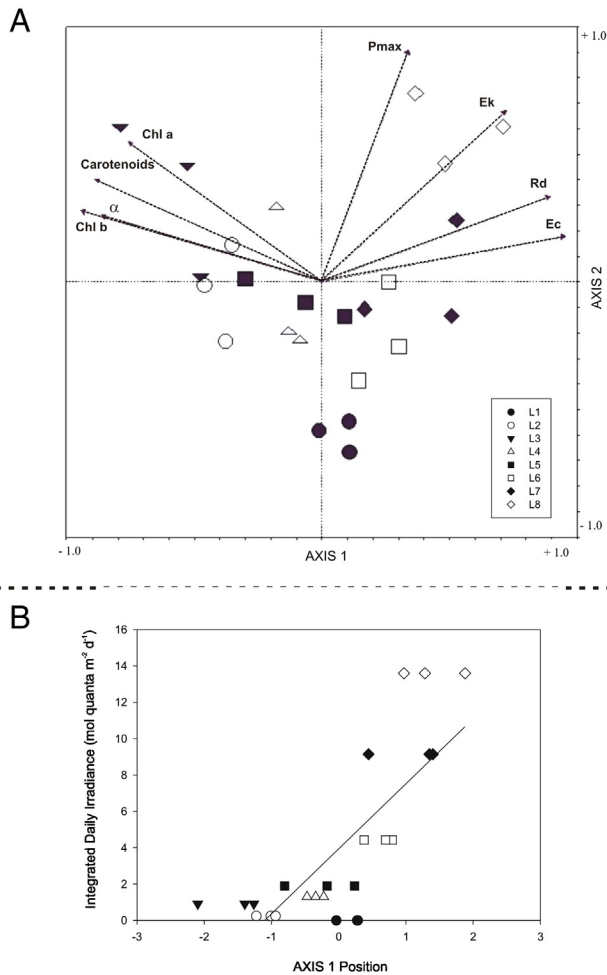 A
+ 1.0
Pmax
Ek
Chl a
Carotenoids
Rd
α
Chl b
Ec
AXIS 2
L1
L2
L3
L4
L5
L6
L7
L8
- 1.0
- 1.0
AXIS 1
+ 1.0
B
Integrated Daily Irradiance (mol quanta m⁻² d⁻¹)
16
14
12
10
8
6
4
2
0
-3 -2 -1 0 1 2 3
AXIS 1 Position